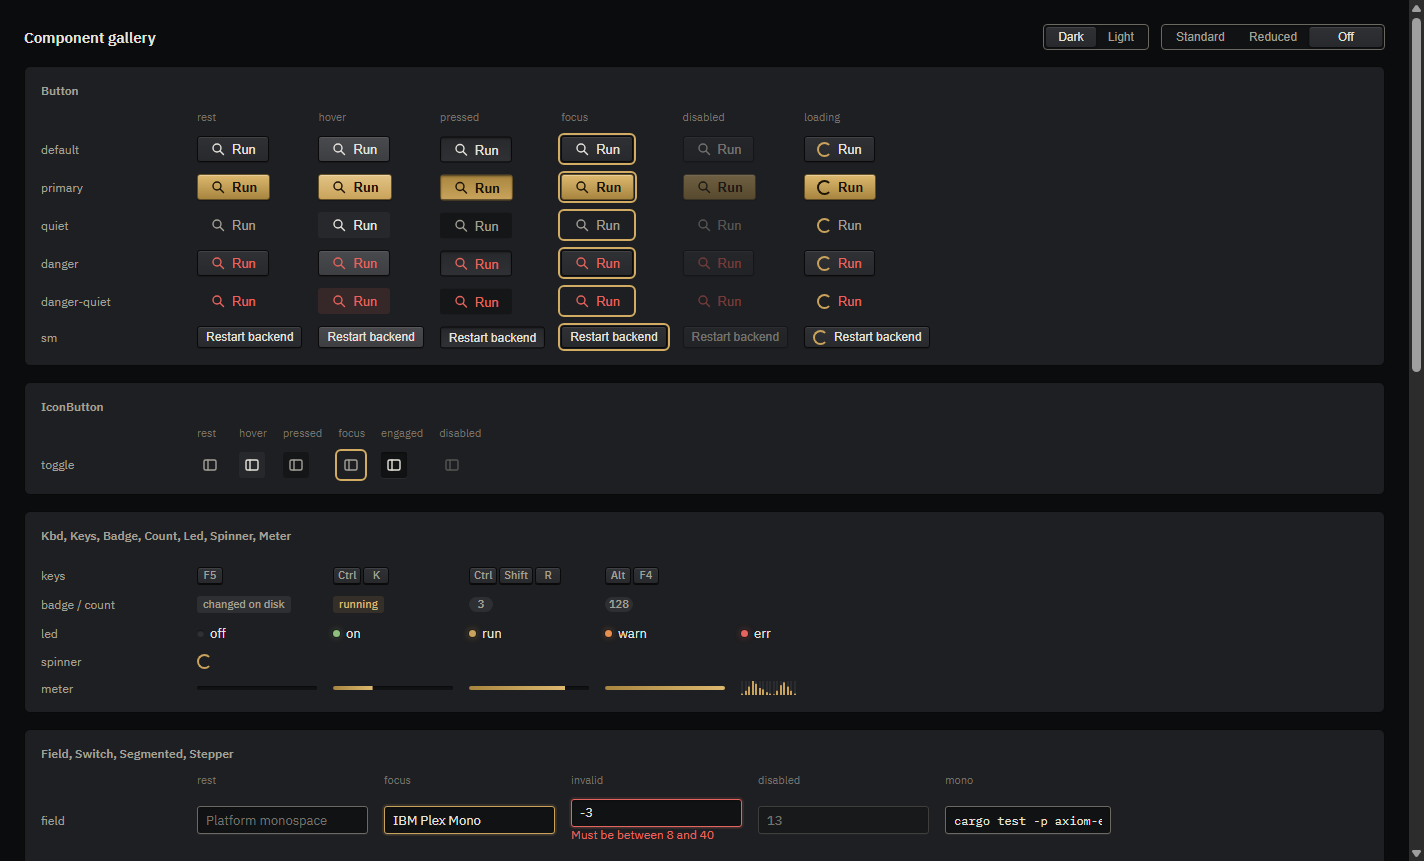 Component gallery
Dark Light Standard Reduced Off
Button
rest hover pressed focus disabled loading
default Run Run Run Run Run Run
primary Run Run Run Run Run Run
quiet Run Run Run Run Run Run
danger Run Run Run Run Run Run
danger-quiet Run Run Run Run Run Run
sm Restart backend Restart backend Restart backend Restart backend Restart backend Restart backend
IconButton
rest hover pressed focus engaged disabled
toggle
Kbd, Keys, Badge, Count, Led, Spinner, Meter
keys F5 Ctrl K Ctrl Shift R Alt F4
badge / count changed on disk running 3 128
led off on run warn err
spinner
meter
Field, Switch, Segmented, Stepper
rest focus invalid disabled mono
field Platform monospace IBM Plex Mono -3 13 cargo test -p axiom-e
Must be between 8 and 40